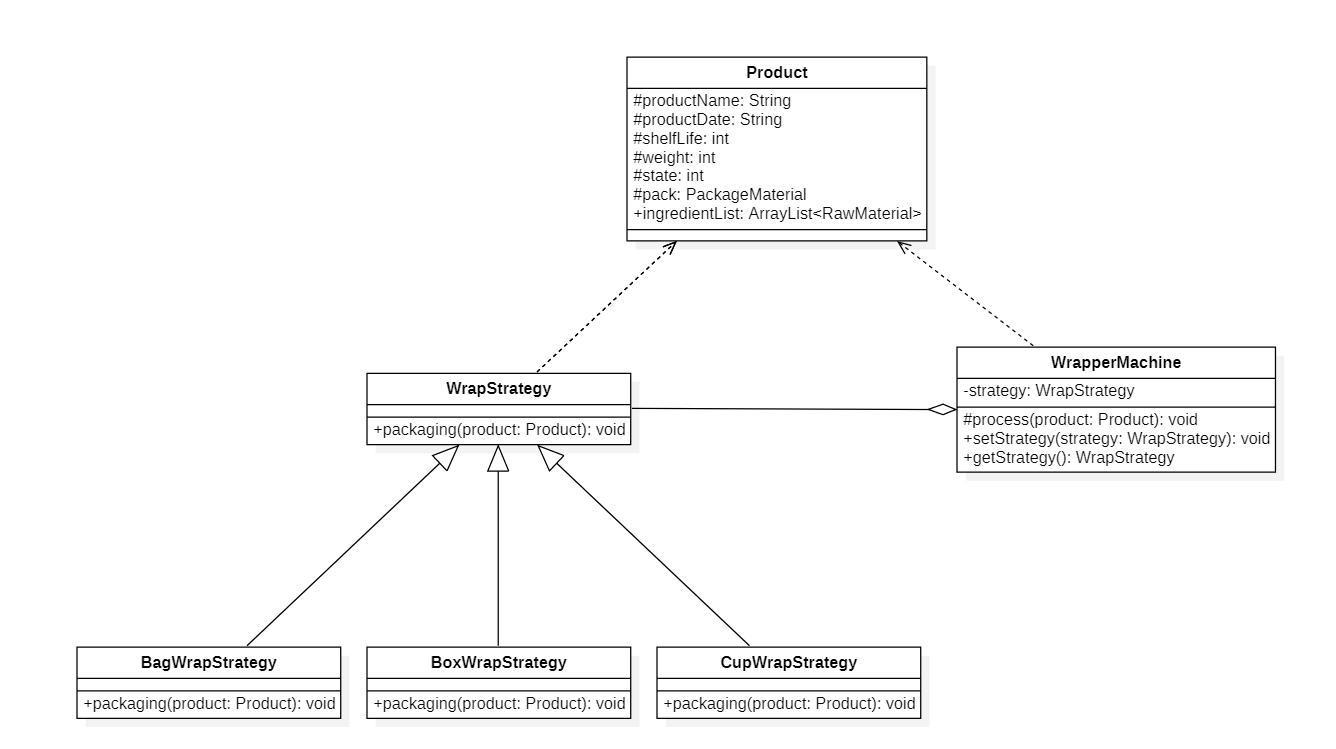 Product
#productName: String
#productDate: String
#shelfLife: int
#weight: int
#state: int
#pack: PackageMaterial
+ingredientList: ArrayList<RawMaterial>
WrapperMachine
-strategy: WrapStrategy
#process(product: Product): void
+setStrategy(strategy: WrapStrategy): void
+getStrategy(): WrapStrategy
WrapStrategy
+packaging(product: Product): void
BagWrapStrategy
+packaging(product: Product): void
BoxWrapStrategy
+packaging(product: Product): void
CupWrapStrategy
+packaging(product: Product): void